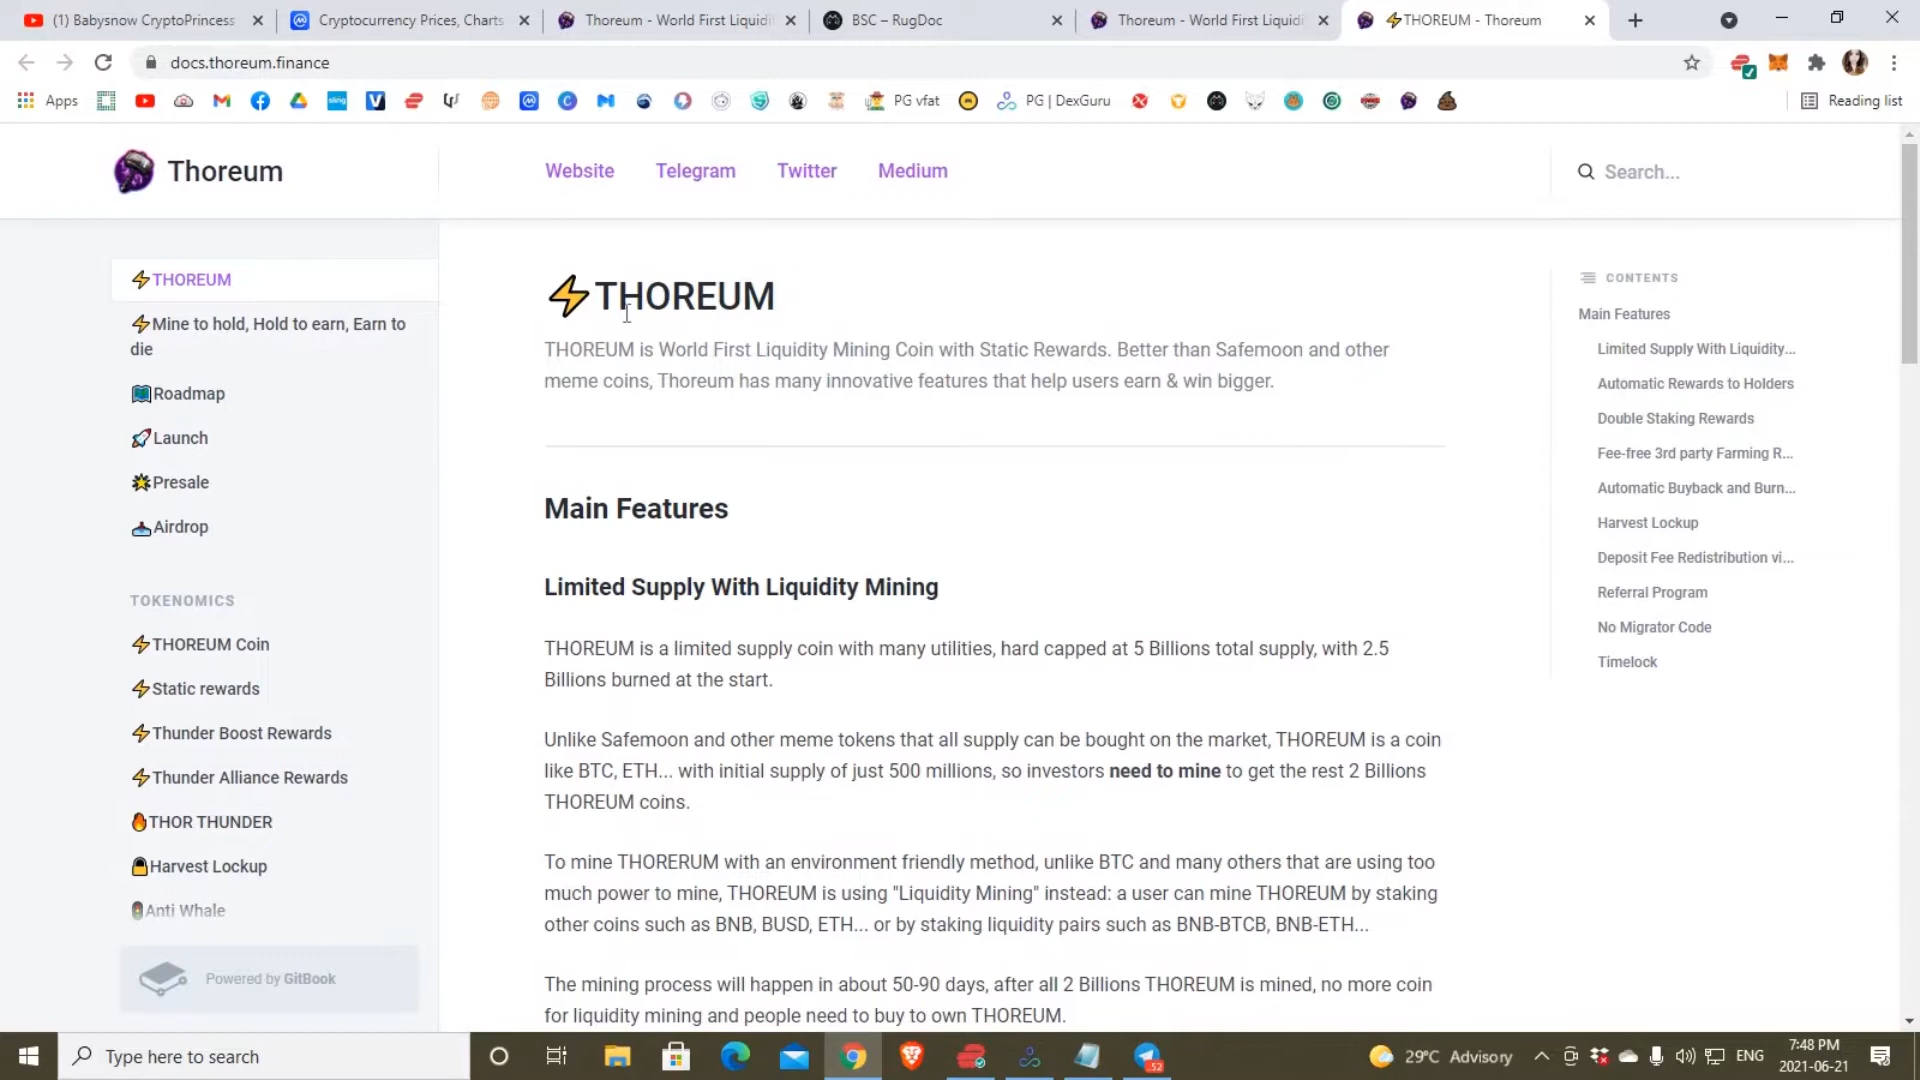 (1) Babysnow CryptoPrincess
Cryptocurrency Prices, Charts
Thoreum - World First Liquidi
BSC – RugDoc
Thoreum - World First Liquidi
⚡THOREUM - Thoreum
docs.thoreum.finance
Apps
PG vfat
PG | DexGuru
Reading list
Thoreum
Website
Telegram
Twitter
Medium
Search...
⚡THOREUM
⚡Mine to hold, Hold to earn, Earn to
die
Roadmap
Launch
Presale
Airdrop
TOKENOMICS
⚡THOREUM Coin
⚡Static rewards
⚡Thunder Boost Rewards
⚡Thunder Alliance Rewards
🔥THOR THUNDER
Harvest Lockup
Anti Whale
Powered by GitBook
⚡THOREUM
THOREUM is World First Liquidity Mining Coin with Static Rewards. Better than Safemoon and other
meme coins, Thoreum has many innovative features that help users earn & win bigger.
Main Features
Limited Supply With Liquidity Mining
THOREUM is a limited supply coin with many utilities, hard capped at 5 Billions total supply, with 2.5
Billions burned at the start.
Unlike Safemoon and other meme tokens that all supply can be bought on the market, THOREUM is a coin
like BTC, ETH... with initial supply of just 500 millions, so investors need to mine to get the rest 2 Billions
THOREUM coins.
To mine THORERUM with an environment friendly method, unlike BTC and many others that are using too
much power to mine, THOREUM is using "Liquidity Mining" instead: a user can mine THOREUM by staking
other coins such as BNB, BUSD, ETH... or by staking liquidity pairs such as BNB-BTCB, BNB-ETH...
The mining process will happen in about 50-90 days, after all 2 Billions THOREUM is mined, no more coin
for liquidity mining and people need to buy to own THOREUM.
CONTENTS
Main Features
Limited Supply With Liquidity...
Automatic Rewards to Holders
Double Staking Rewards
Fee-free 3rd party Farming R...
Automatic Buyback and Burn...
Harvest Lockup
Deposit Fee Redistribution vi...
Referral Program
No Migrator Code
Timelock
Type here to search
52
29°C Advisory
ENG
7:48 PM
2021-06-21